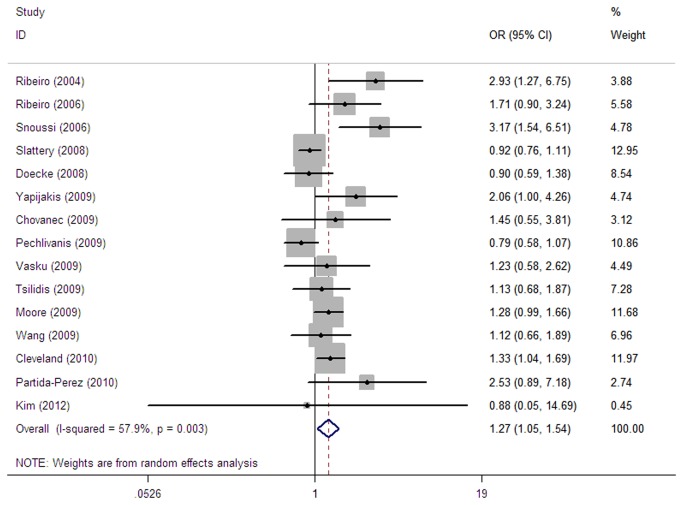 Study %
ID OR (95% CI) Weight
Ribeiro (2004) 2.93 (1.27, 6.75) 3.88
Ribeiro (2006) 1.71 (0.90, 3.24) 5.58
Snoussi (2006) 3.17 (1.54, 6.51) 4.78
Slattery (2008) 0.92 (0.76, 1.11) 12.95
Doecke (2008) 0.90 (0.59, 1.38) 8.54
Yapijakis (2009) 2.06 (1.00, 4.26) 4.74
Chovanec (2009) 1.45 (0.55, 3.81) 3.12
Pechlivanis (2009) 0.79 (0.58, 1.07) 10.86
Vasku (2009) 1.23 (0.58, 2.62) 4.49
Tsilidis (2009) 1.13 (0.68, 1.87) 7.28
Moore (2009) 1.28 (0.99, 1.66) 11.68
Wang (2009) 1.12 (0.66, 1.89) 6.96
Cleveland (2010) 1.33 (1.04, 1.69) 11.97
Partida-Perez (2010) 2.53 (0.89, 7.18) 2.74
Kim (2012) 0.88 (0.05, 14.69) 0.45
Overall (I-squared = 57.9%, p = 0.003) 1.27 (1.05, 1.54) 100.00
NOTE: Weights are from random effects analysis
.0526 1 19